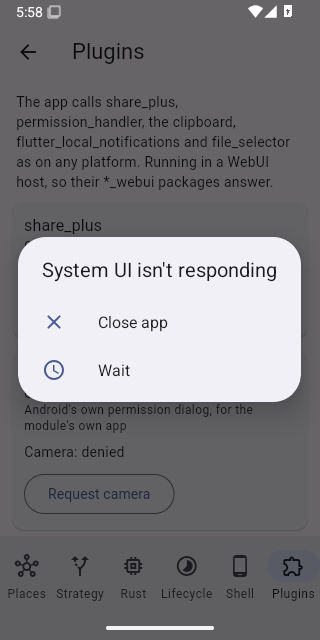 5:58
Plugins
The app calls share_plus,
permission_handler, the clipboard,
flutter_local_notifications and file_selector
as on any platform. Running in a WebUI
host, so their *_webui packages answer.
share_plus
System UI isn't responding
Close app
Wait
Android's own permission dialog, for the
module's own app
Camera: denied
Request camera
Places
Strategy
Rust
Lifecycle
Shell
Plugins